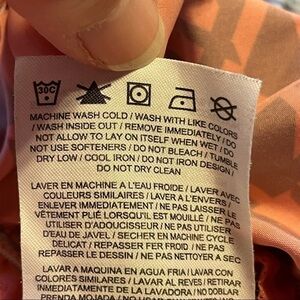 30C
MACHINE WASH COLD / WASH WITH LIKE COLORS
/ WASH INSIDE OUT / REMOVE IMMEDIATELY / DO
NOT ALLOW TO LAY ON ITSELF WHEN WET / DO
NOT USE SOFTENERS / DO NOT BLEACH / TUMBLE
DRY LOW / COOL IRON / DO NOT IRON DESIGN /
DO NOT DRY CLEAN
LAVER EN MACHINE A L'EAU FROIDE / LAVER AVEC
COULEURS SIMILAIRES / LAVER A L'ENVERS /
ENLEVER IMMEDIATEMENT / NE PAS LAISSER LE
VÊTEMENT PLIÉ LORSQU'IL EST MOUILLÉ / NE PAS
UTILISER D'ADOUCISSEUR / NE PAS UTILISER
D'EAU DE JAVEL / SECHER EN MACHINE CYCLE
DELICAT / REPASSER FER FROID / NE PAS
REPASSER LE DESSIN / NE PAS NETTOYER A SEC
LAVAR A MAQUINA EN AGUA FRIA / LAVAR CON
COLORES SIMILARES / LAVAR AL REVES / RETIRAR
INMEDIATAMENTE DE LA LAVADORA / NO DOBLAR
PRENDA MOJADA / NO